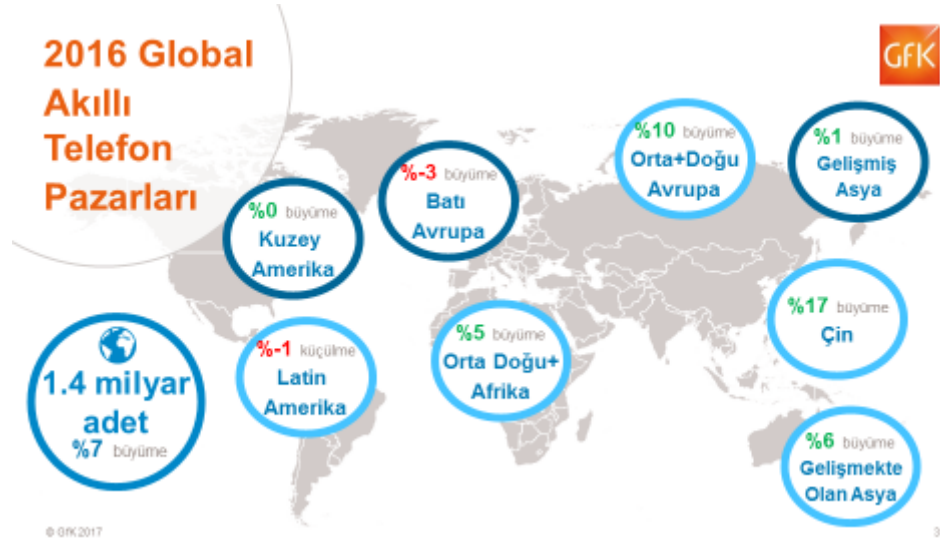 2016 Global
Akıllı
Telefon
Pazarları
GfK
%0 büyüme
Kuzey
Amerika
%-3 büyüme
Batı
Avrupa
%10 büyüme
Orta+Doğu
Avrupa
%1 büyüme
Gelişmiş
Asya
1.4 milyar
adet
%7 büyüme
%-1 küçülme
Latin
Amerika
%5 büyüme
Orta Doğu+
Afrika
%17 büyüme
Çin
%6 büyüme
Gelişmekte
Olan Asya
© GfK 2017
3